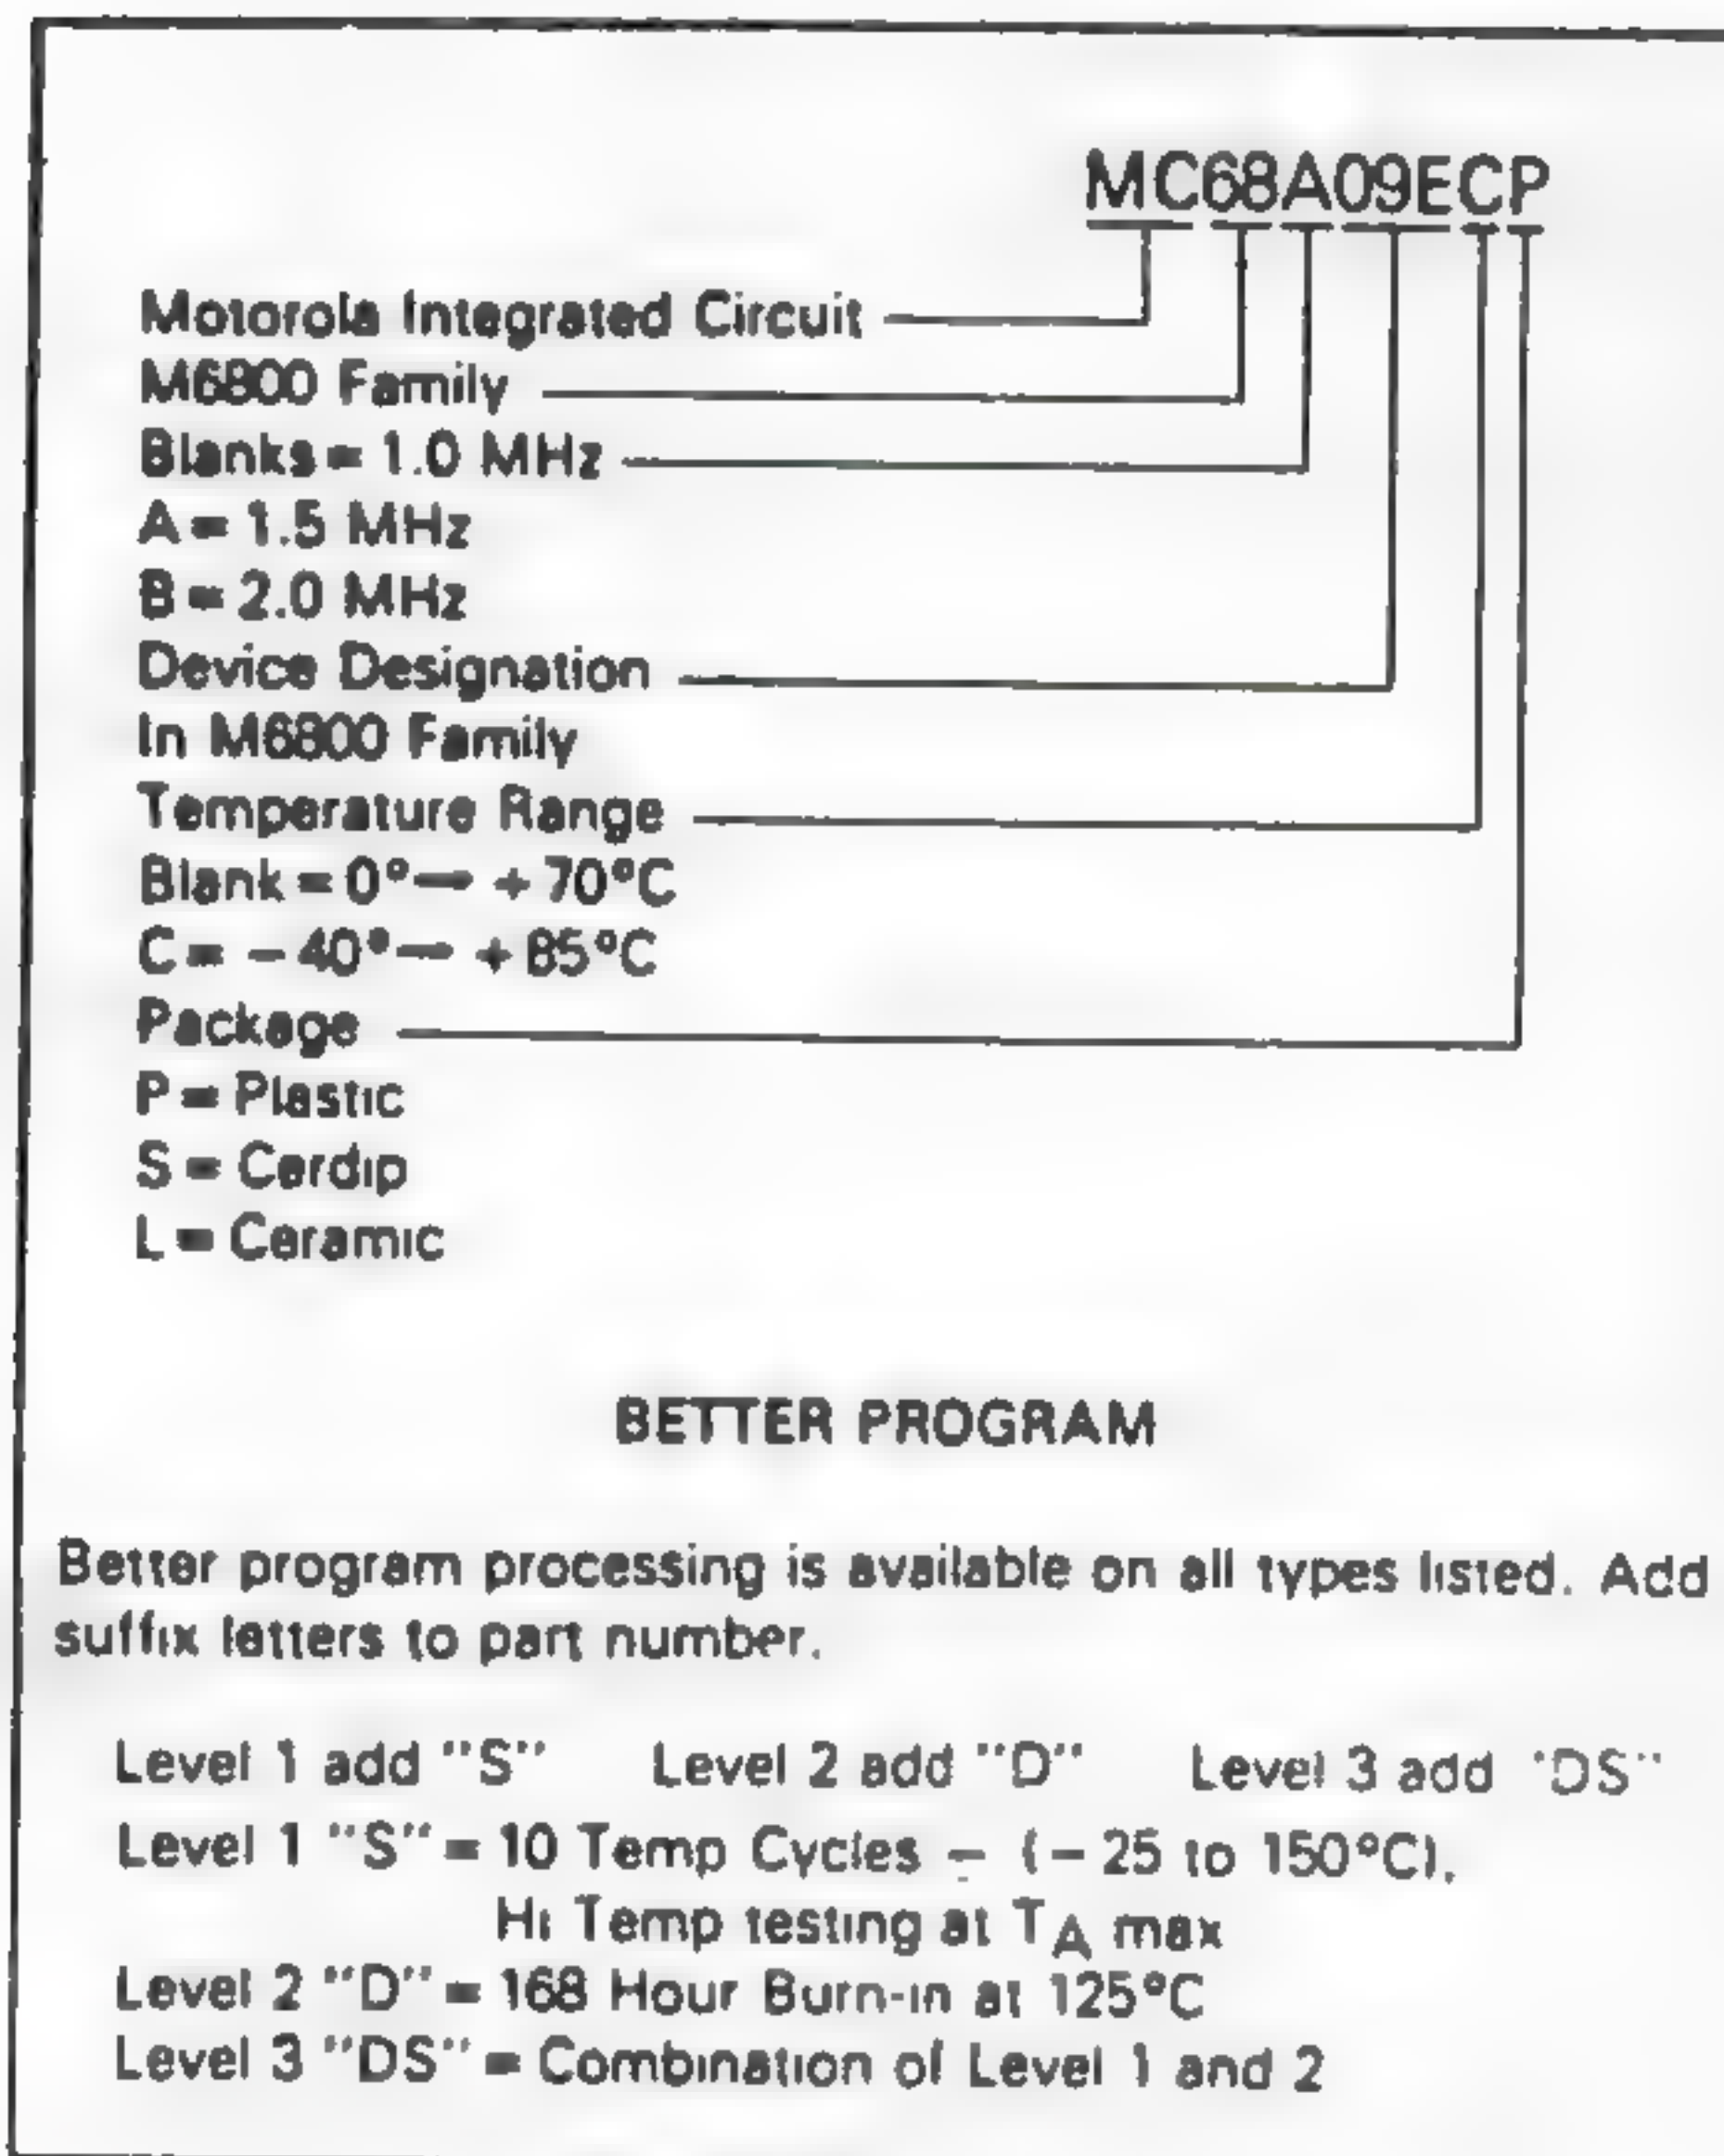 MC68A09ECP
Motorola Integrated Circuit
M6800 Family
Blanks = 1.0 MHz
A = 1.5 MHz
B = 2.0 MHz
Device Designation
In M6800 Family
Temperature Range
Blank = 0° → + 70°C
C = - 40° → + 85°C
Package
P = Plastic
S = Cerdip
L = Ceramic
BETTER PROGRAM
Better program processing is available on all types listed. Add
suffix letters to part number.
Level 1 add "S" Level 2 add "D" Level 3 add "DS"
Level 1 "S" = 10 Temp Cycles – (– 25 to 150°C),
Hi Temp testing at TA max
Level 2 "D" = 168 Hour Burn-in at 125°C
Level 3 "DS" = Combination of Level 1 and 2